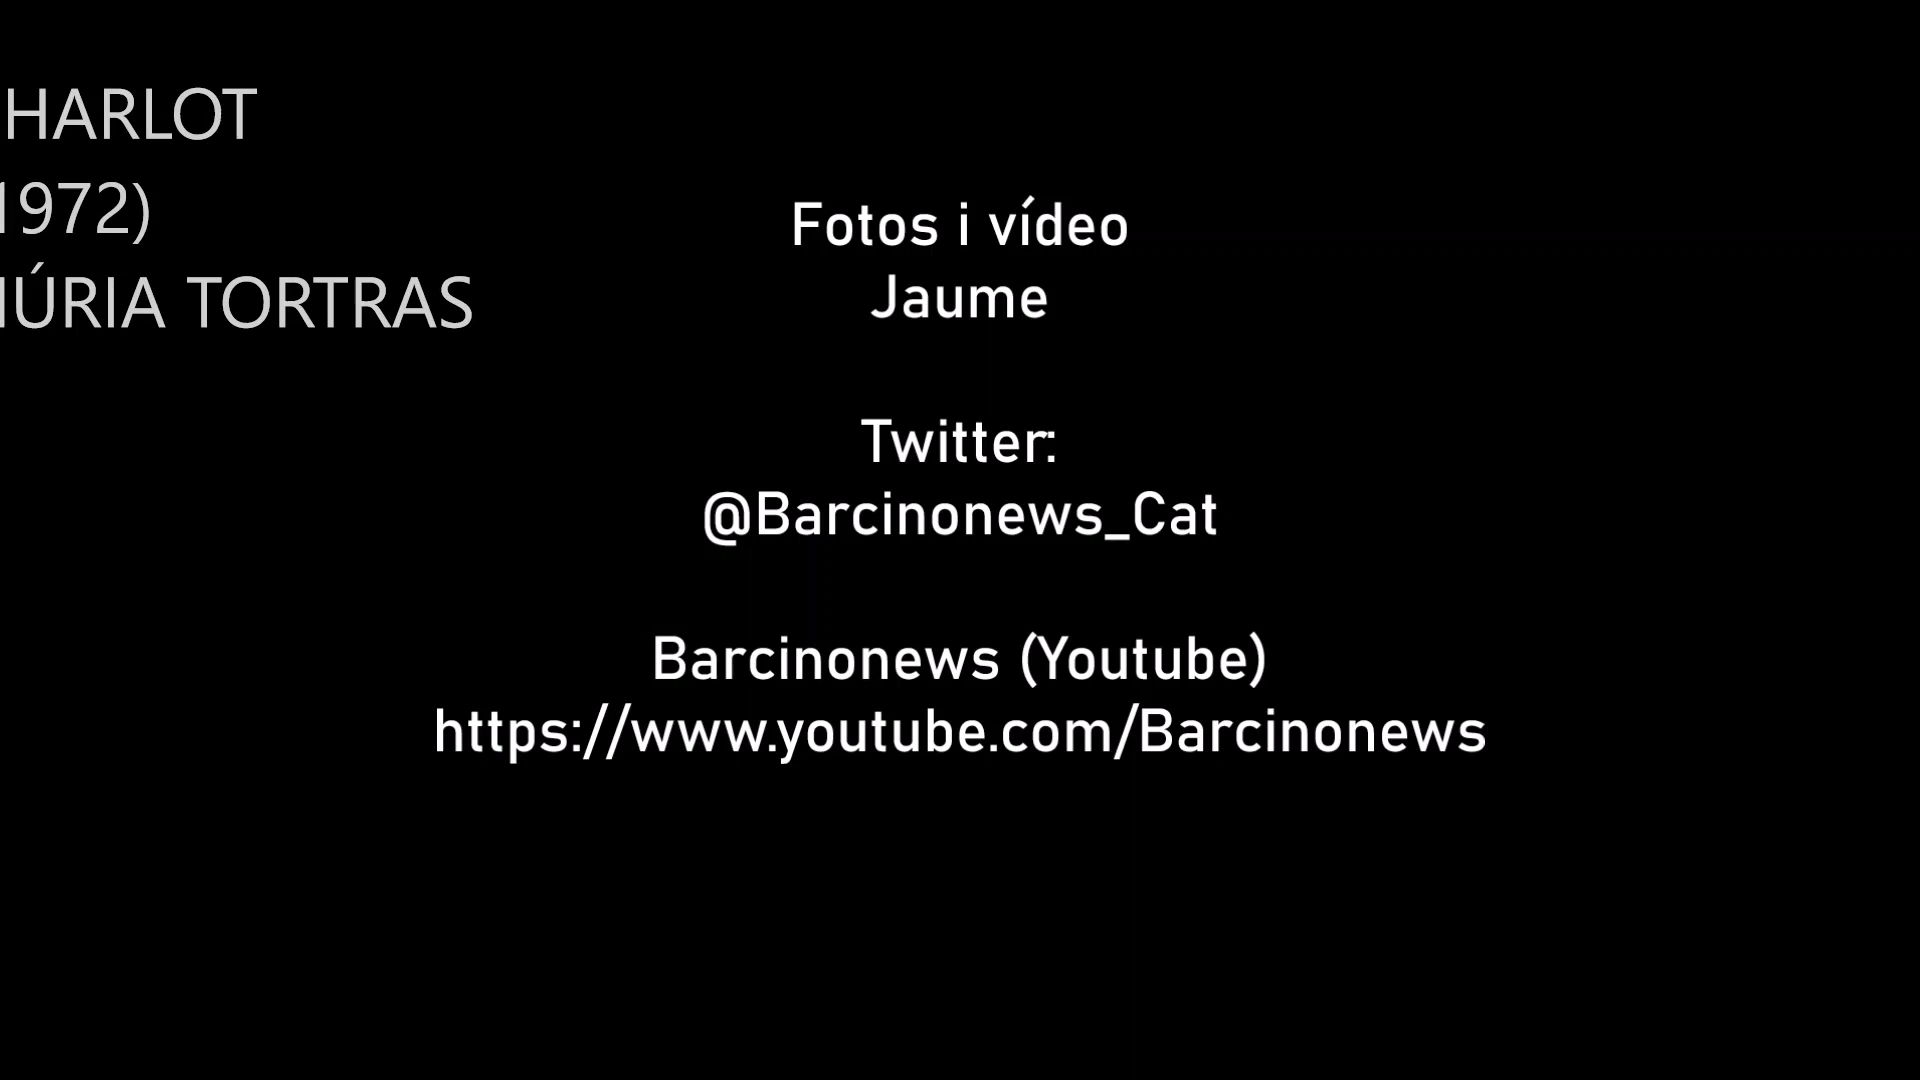 HARLOT
1972)
ÚRIA TORTRAS
Fotos i vídeo
Jaume
Twitter:
@Barcinonews_Cat
Barcinonews (Youtube)
https://www.youtube.com/Barcinonews